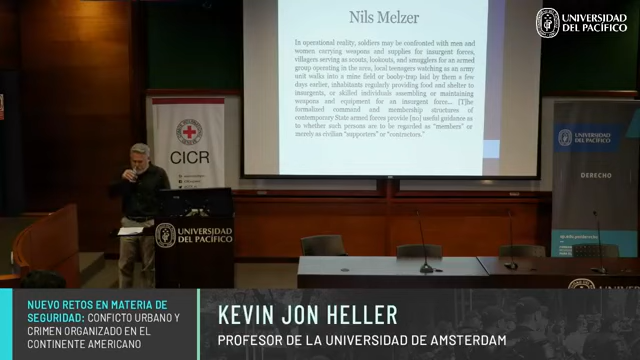 Nils Melzer
In operational reality, soldiers may be confronted with men and
women carrying weapons and supplies for insurgent forces,
villagers serving as scouts, lookouts, and smugglers for an armed
group operating in the area, local teenagers watching as an army
unit walks into a mine field or booby-trap laid by them a few
days earlier, inhabitants regularly providing food and shelter to
insurgents, or skilled individuals assembling or maintaining
weapons and equipment for an insurgent force... [T]he
formalized command and membership structures of
contemporary State armed forces provide [no] useful guidance as
to whether such persons are to be regarded as "members" or
merely as civilian "supporters" or "contractors."
UNIVERSIDAD
DEL PACÍFICO
CICR
UNIVERSIDAD
DEL PACÍFICO
DERECHO
UNIVERSIDAD
DEL PACÍFICO
NUEVO RETOS EN MATERIA DE
SEGURIDAD: CONFICTO URBANO Y
CRIMEN ORGANIZADO EN EL
CONTINENTE AMERICANO
KEVIN JON HELLER
PROFESOR DE LA UNIVERSIDAD DE AMSTERDAM